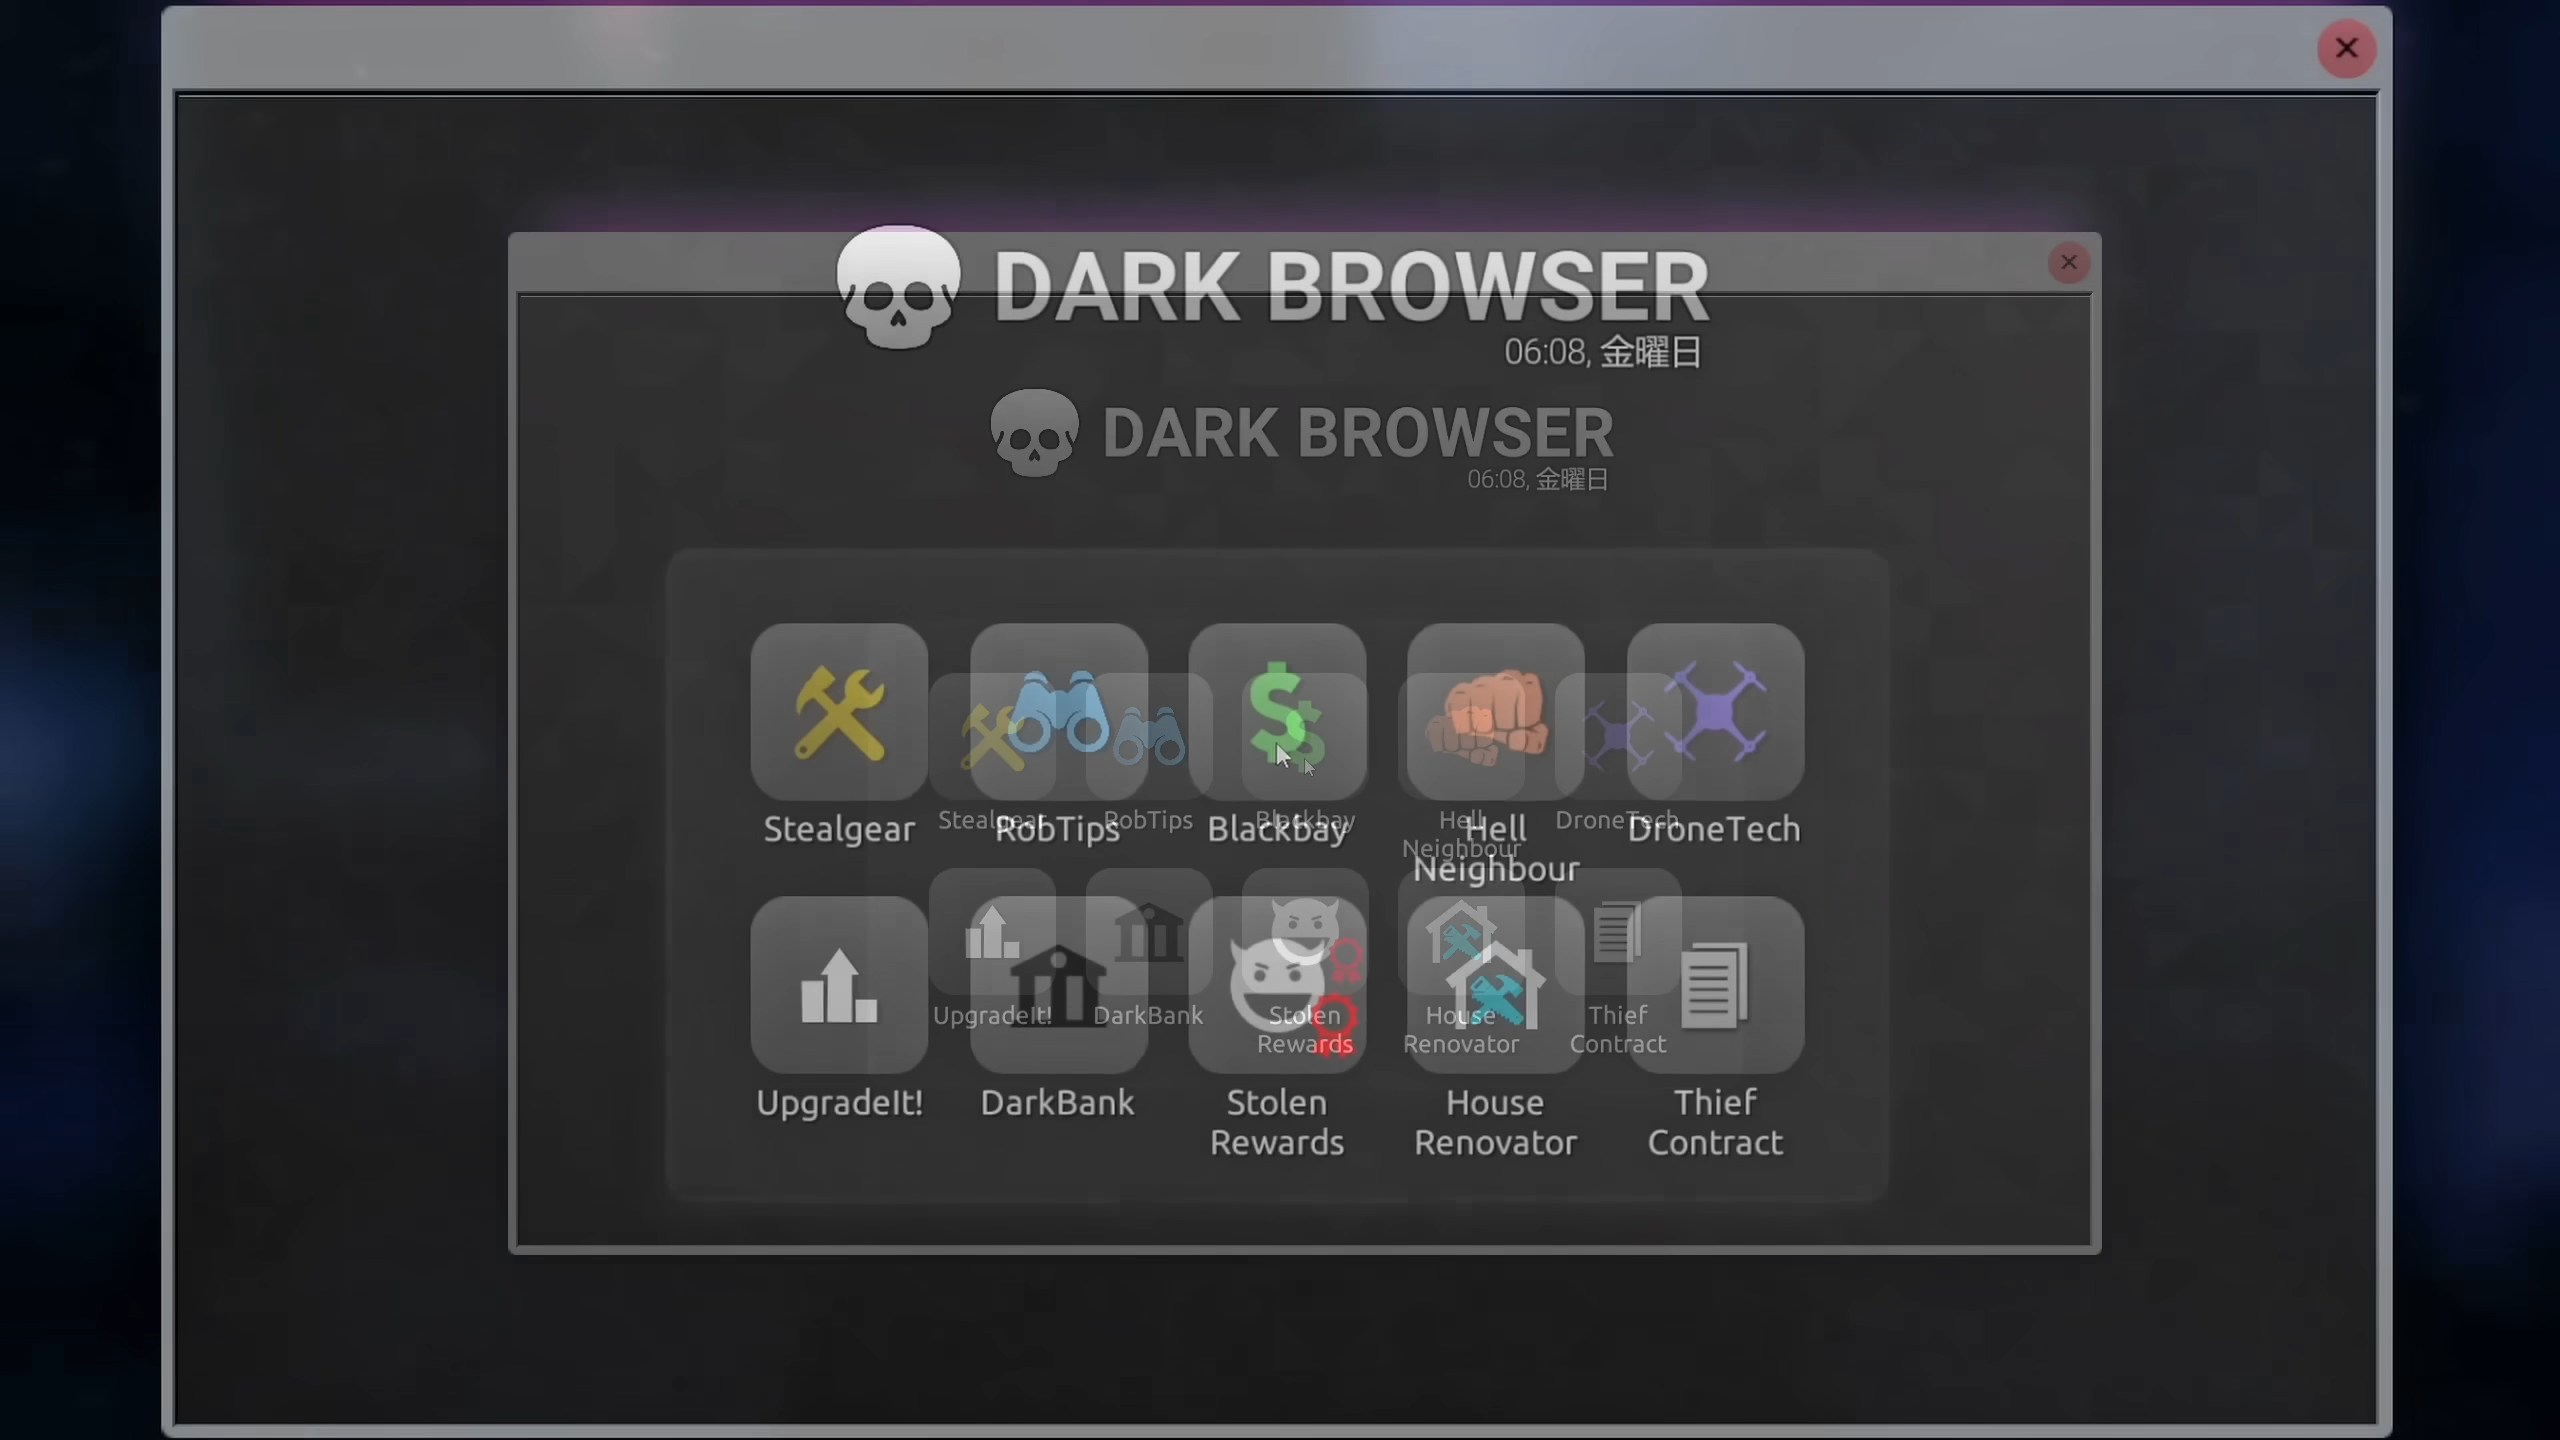 DARK BROWSER
06:08, 金曜日
DARK BROWSER
06:08, 金曜日
Stealgear
RobTips
Blackbay
Hell
Neighbour
DroneTech
Stealgear
RobTips
Blackbay
Hell
Neighbour
DroneTech
UpgradeIt!
DarkBank
Stolen
Rewards
House
Renovator
Thief
Contract
UpgradeIt!
DarkBank
Stolen
Rewards
House
Renovator
Thief
Contract